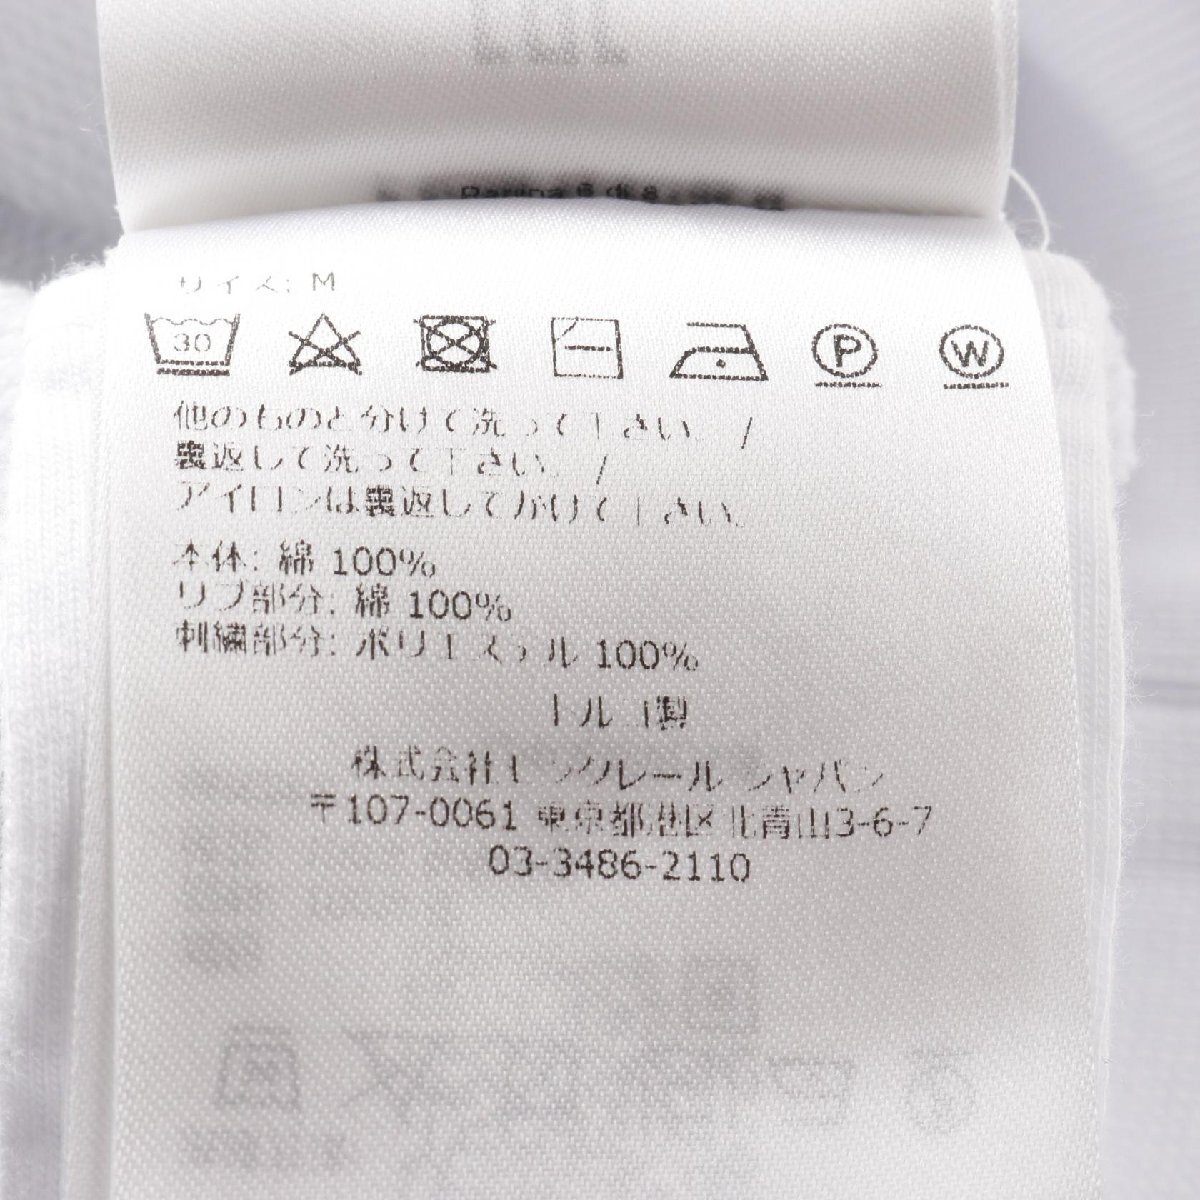 サイズ: M
30
P
W
他のものと分けて洗って下さい。/
裏返して洗って下さい。/
アイロンは裏返してかけて下さい。
本体: 綿 100%
リブ部分: 綿 100%
刺繍部分: ポリエステル 100%
トルコ製
株式会社モンクレール ジャパン
〒107-0061 東京都港区北青山3-6-7
03-3486-2110